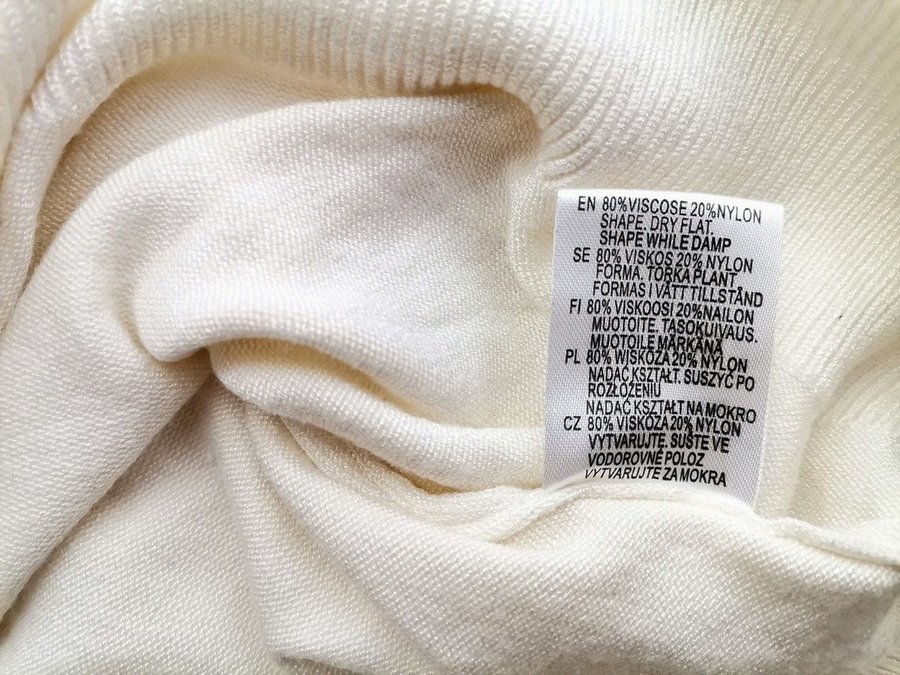 EN 80%VISCOSE 20%NYLON
SHAPE. DRY FLAT.
SHAPE WHILE DAMP
SE 80% VISKOS 20% NYLON
FORMA. TORKA PLANT
FORMAS I VÅTT TILLSTÅND
FI 80% VISKOOSI 20%NAILON
MUOTOITE. TASOKUIVAUS.
MUOTOILE MÄRKÄNÄ
PL 80% WISKOZA 20% NYLON
NADAĆ KSZTAŁT. SUSZYĆ PO
ROZŁOŻENIU
NADAĆ KSZTAŁT NA MOKRO
CZ 80% VISKÓZA 20% NYLON
VYTVARUJTE. SUŠTE VE
VODOROVNÉ POLOZ
VYTVARUJTE ZA MOKRA